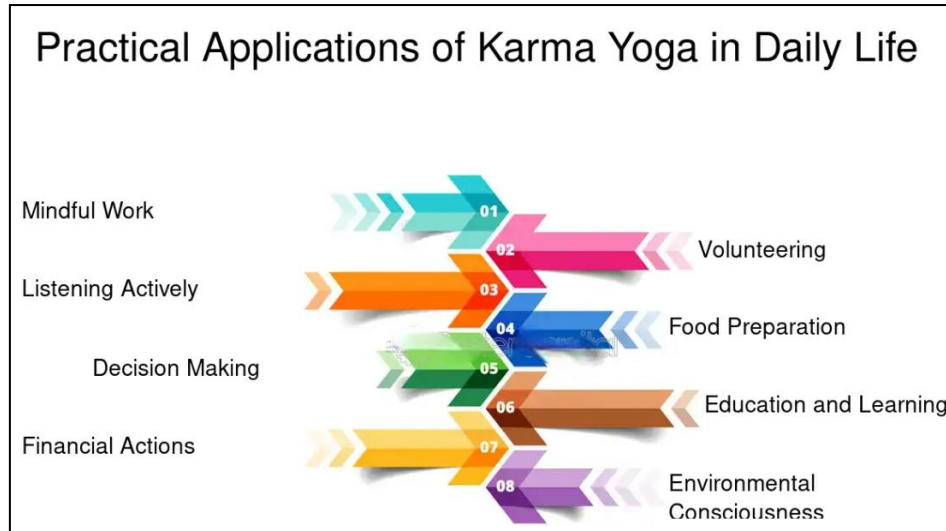 Practical Applications of Karma Yoga in Daily Life
Mindful Work
01
02
Volunteering
Listening Actively
03
04
Food Preparation
Decision Making
05
06
Education and Learning
Financial Actions
07
08
Environmental
Consciousness